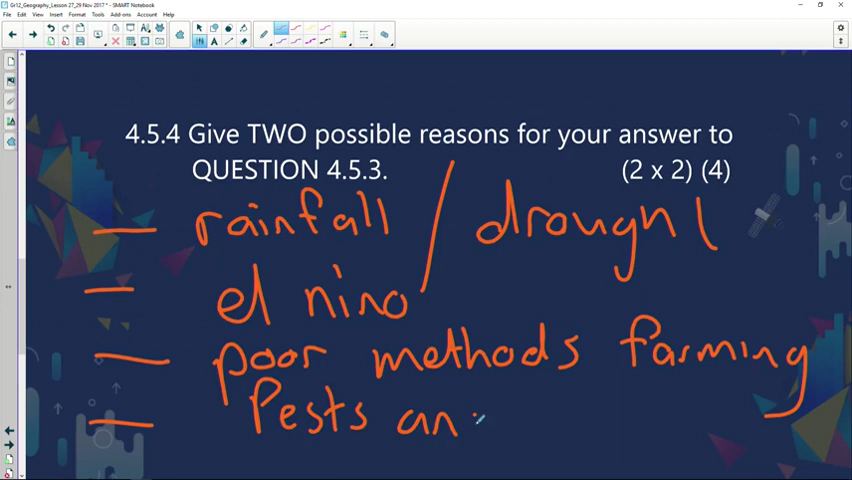 Gr12_Geography_Lesson 27_29 Nov 2017 * - SMART Notebook
File Edit View Insert Format Tools Add-ons Account Help
4.5.4 Give TWO possible reasons for your answer to
QUESTION 4.5.3. (2 x 2) (4)
— rainfall / drought
— el nino
— poor methods farming
— Pests an